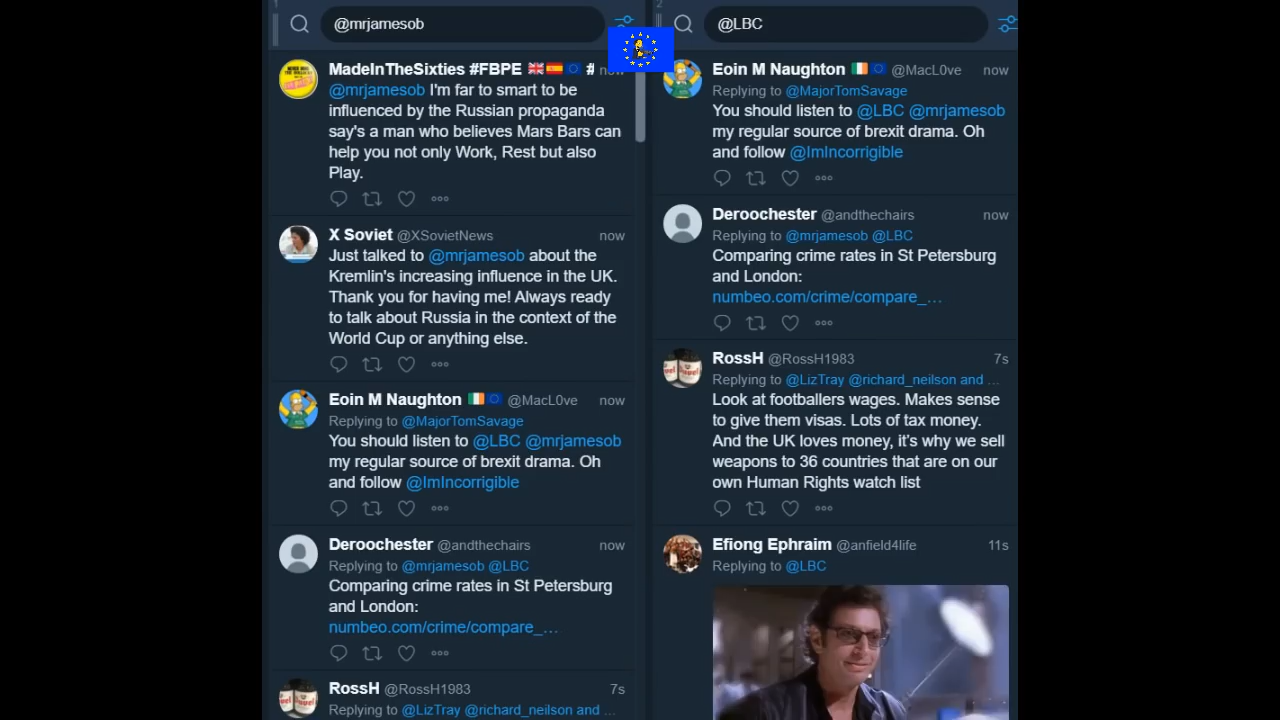 1
@mrjamesob
MadeInTheSixties #FBPE 🇬🇧🇪🇸🇪🇺 # now
@mrjamesob I'm far to smart to be
influenced by the Russian propaganda
say's a man who believes Mars Bars can
help you not only Work, Rest but also
Play.
X Soviet @XSovietNews now
Just talked to @mrjamesob about the
Kremlin's increasing influence in the UK.
Thank you for having me! Always ready
to talk about Russia in the context of the
World Cup or anything else.
Eoin M Naughton 🇮🇪🇪🇺 @MacL0ve now
Replying to @MajorTomSavage
You should listen to @LBC @mrjamesob
my regular source of brexit drama. Oh
and follow @ImIncorrigible
Deroochester @andthechairs now
Replying to @mrjamesob @LBC
Comparing crime rates in St Petersburg
and London:
numbeo.com/crime/compare_…
RossH @RossH1983 7s
Replying to @LizTray @richard_neilson and …
2
@LBC
Eoin M Naughton 🇮🇪🇪🇺 @MacL0ve now
Replying to @MajorTomSavage
You should listen to @LBC @mrjamesob
my regular source of brexit drama. Oh
and follow @ImIncorrigible
Deroochester @andthechairs now
Replying to @mrjamesob @LBC
Comparing crime rates in St Petersburg
and London:
numbeo.com/crime/compare_…
RossH @RossH1983 7s
Replying to @LizTray @richard_neilson and …
Look at footballers wages. Makes sense
to give them visas. Lots of tax money.
And the UK loves money, it's why we sell
weapons to 36 countries that are on our
own Human Rights watch list
Efiong Ephraim @anfield4life 11s
Replying to @LBC